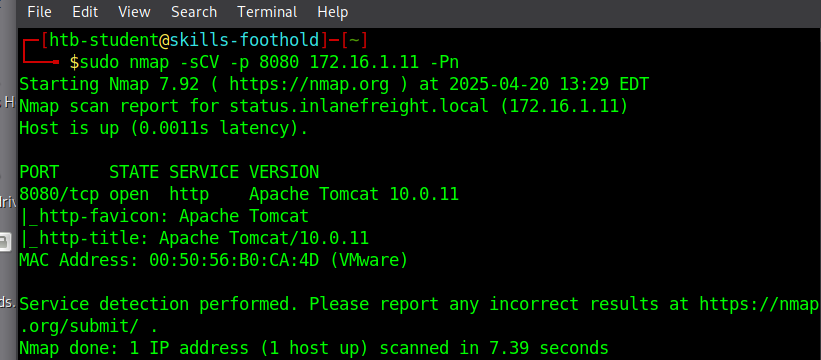 File Edit View Search Terminal Help
┌─[htb-student@skills-foothold]─[~]
└──╼ $sudo nmap -sCV -p 8080 172.16.1.11 -Pn
Starting Nmap 7.92 ( https://nmap.org ) at 2025-04-20 13:29 EDT
Nmap scan report for status.inlanefreight.local (172.16.1.11)
Host is up (0.0011s latency).
PORT     STATE SERVICE VERSION
8080/tcp open  http    Apache Tomcat 10.0.11
|_http-favicon: Apache Tomcat
|_http-title: Apache Tomcat/10.0.11
MAC Address: 00:50:56:B0:CA:4D (VMware)
Service detection performed. Please report any incorrect results at https://nmap
.org/submit/ .
Nmap done: 1 IP address (1 host up) scanned in 7.39 seconds